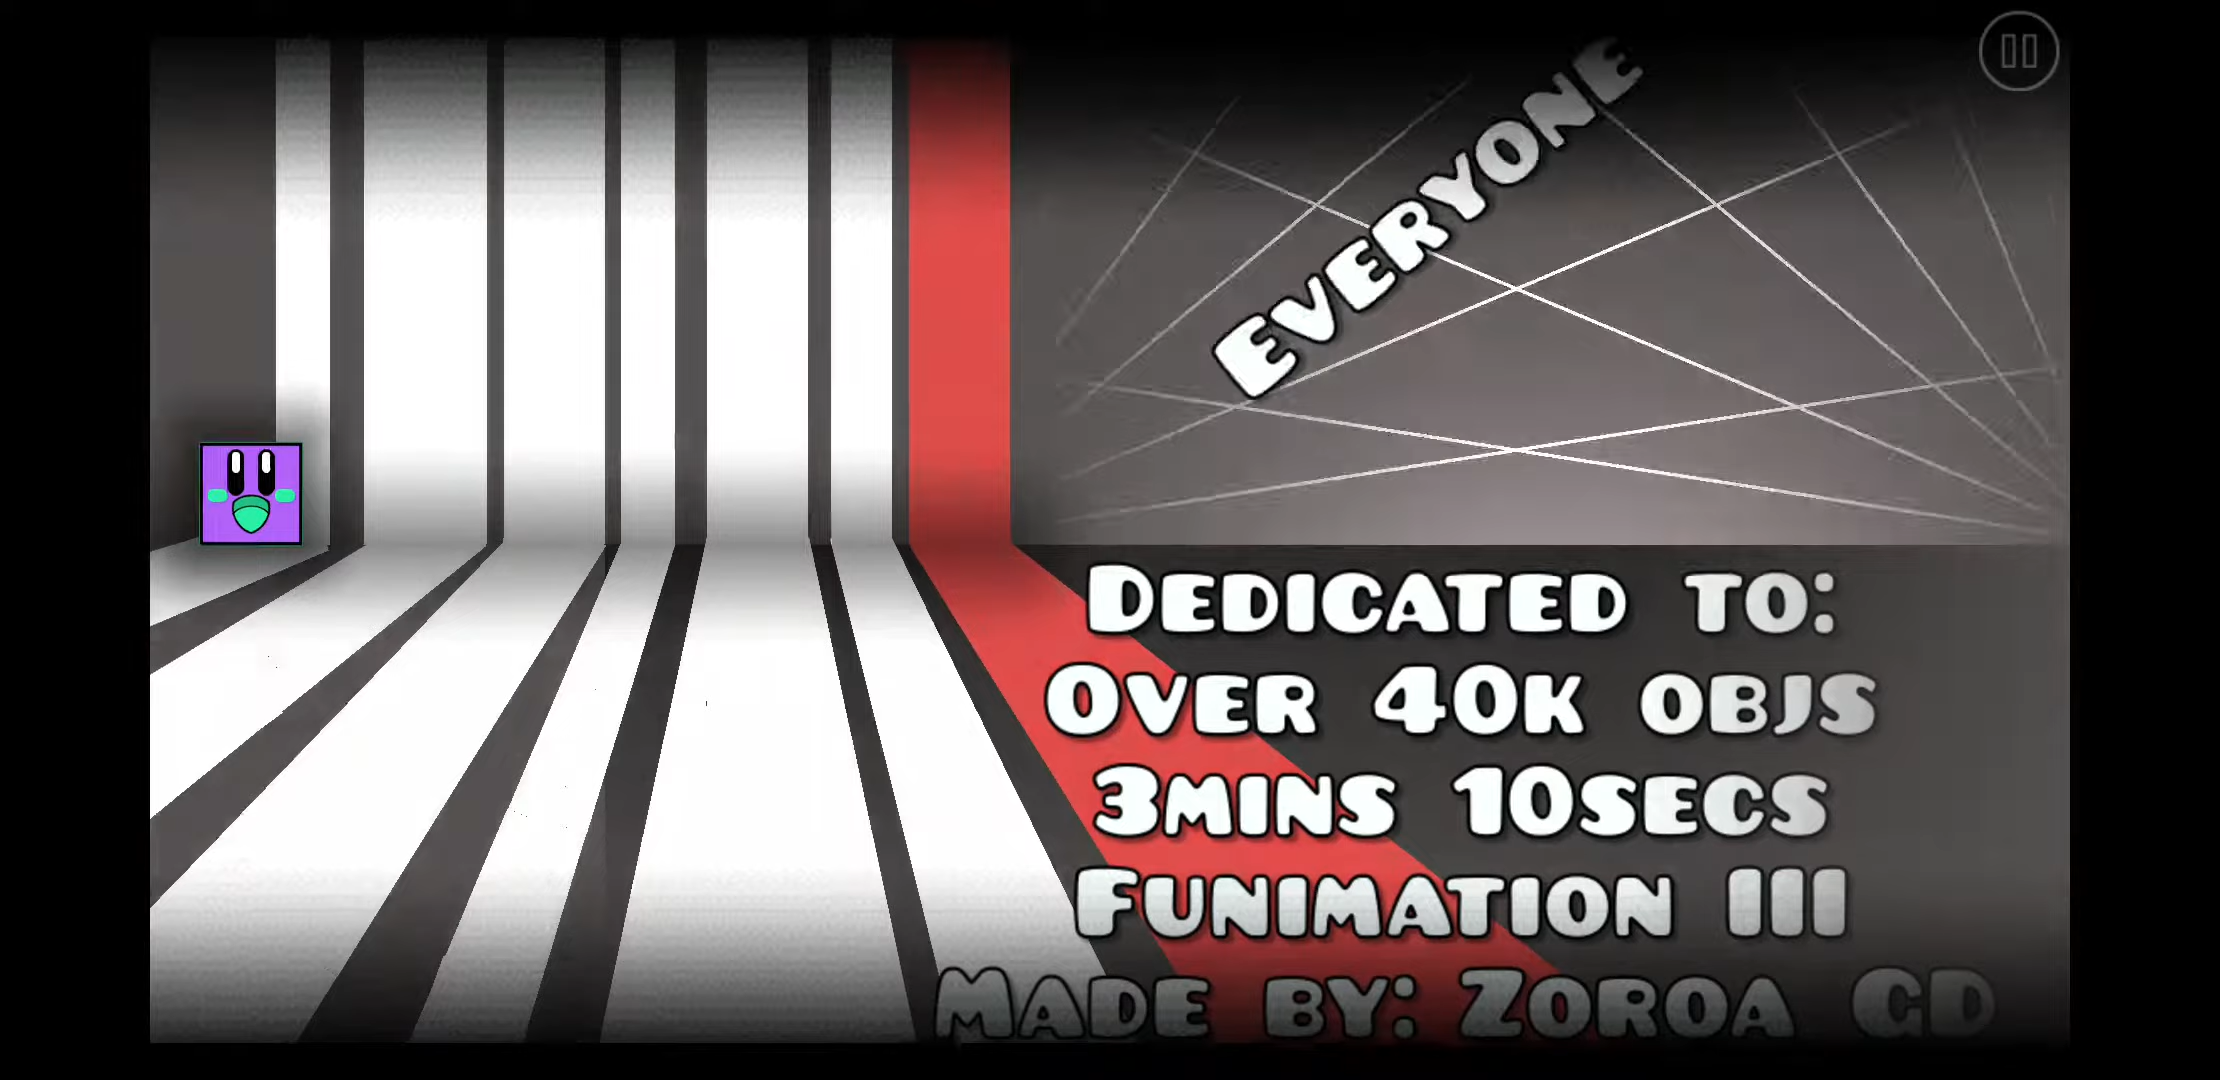 EVERYONE
DEDICATED TO:
OVER 40K OBJS
3MINS 10SECS
FUNIMATION III
MADE BY: ZOROA GD